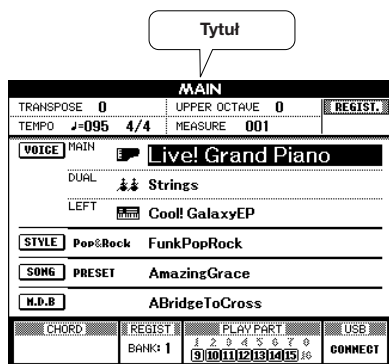 Tytuł
MAIN
TRANSPOSE 0 UPPER OCTAVE 0 REGIST.
TEMPO ♩=095 4/4 MEASURE 001
VOICE MAIN Live! Grand Piano
DUAL Strings
LEFT Cool! GalaxyEP
STYLE Pop&Rock FunkPopRock
SONG PRESET AmazingGrace
M.D.B ABridgeToCross
CHORD REGIST PLAY PART USB
BANK: 1 1 2 3 4 5 6 7 8 CONNECT
9 10 11 12 13 14 15 16